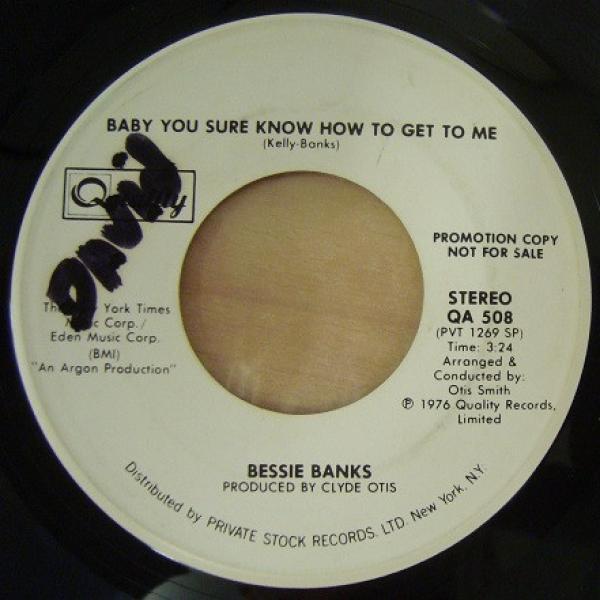 BABY YOU SURE KNOW HOW TO GET TO ME
(Kelly-Banks)
Quality
David
PROMOTION COPY
NOT FOR SALE
York Times
Corp./
Eden Music Corp.
(BMI)
"An Argon Production"
STEREO
QA 508
(PVT 1269 SP)
Time: 3:24
Arranged &
Conducted by:
Otis Smith
℗ 1976 Quality Records,
Limited
BESSIE BANKS
PRODUCED BY CLYDE OTIS
Distributed by PRIVATE STOCK RECORDS, LTD. New York, N.Y.